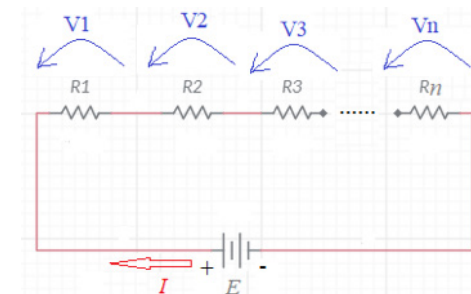 V1 V2 V3 Vn
R1 R2 R3 Rn
......
+ -
I E